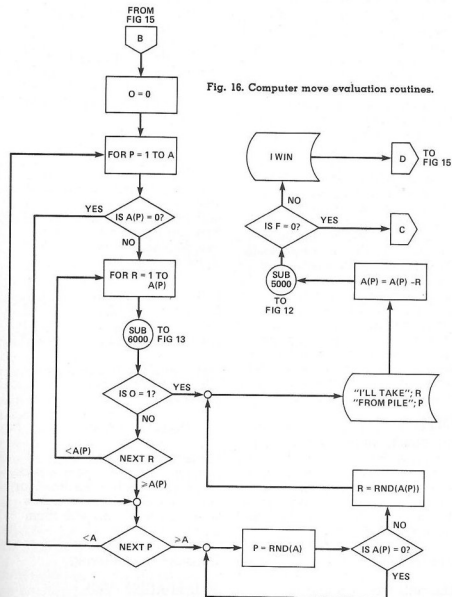 FROM
FIG 15
B
O = 0
Fig. 16. Computer move evaluation routines.
FOR P = 1 TO A
I WIN
D
TO
FIG 15
YES
IS A(P) = 0?
NO
NO
IS F = 0?
YES
C
FOR R = 1 TO
A(P)
SUB
5000
A(P) = A(P) –R
TO
FIG 12
SUB
6000
TO
FIG 13
IS O = 1?
YES
"I'LL TAKE"; R
"FROM PILE"; P
NO
<A(P)
NEXT R
≥A(P)
R = RND(A(P))
NO
<A
NEXT P
≥A
P = RND(A)
IS A(P) = 0?
YES